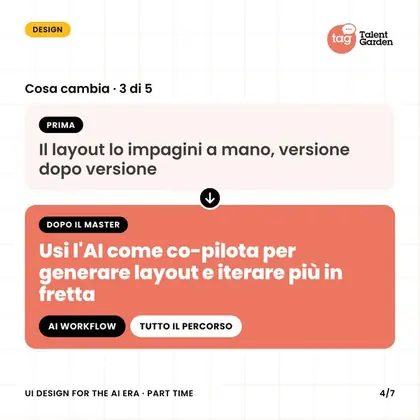 DESIGN
tag
Talent
Garden
Cosa cambia · 3 di 5
PRIMA
Il layout lo impagini a mano, versione
dopo versione
DOPO IL MASTER
Usi l'AI come co-pilota per
generare layout e iterare più in
fretta
AI WORKFLOW
TUTTO IL PERCORSO
UI DESIGN FOR THE AI ERA · PART TIME
4/7